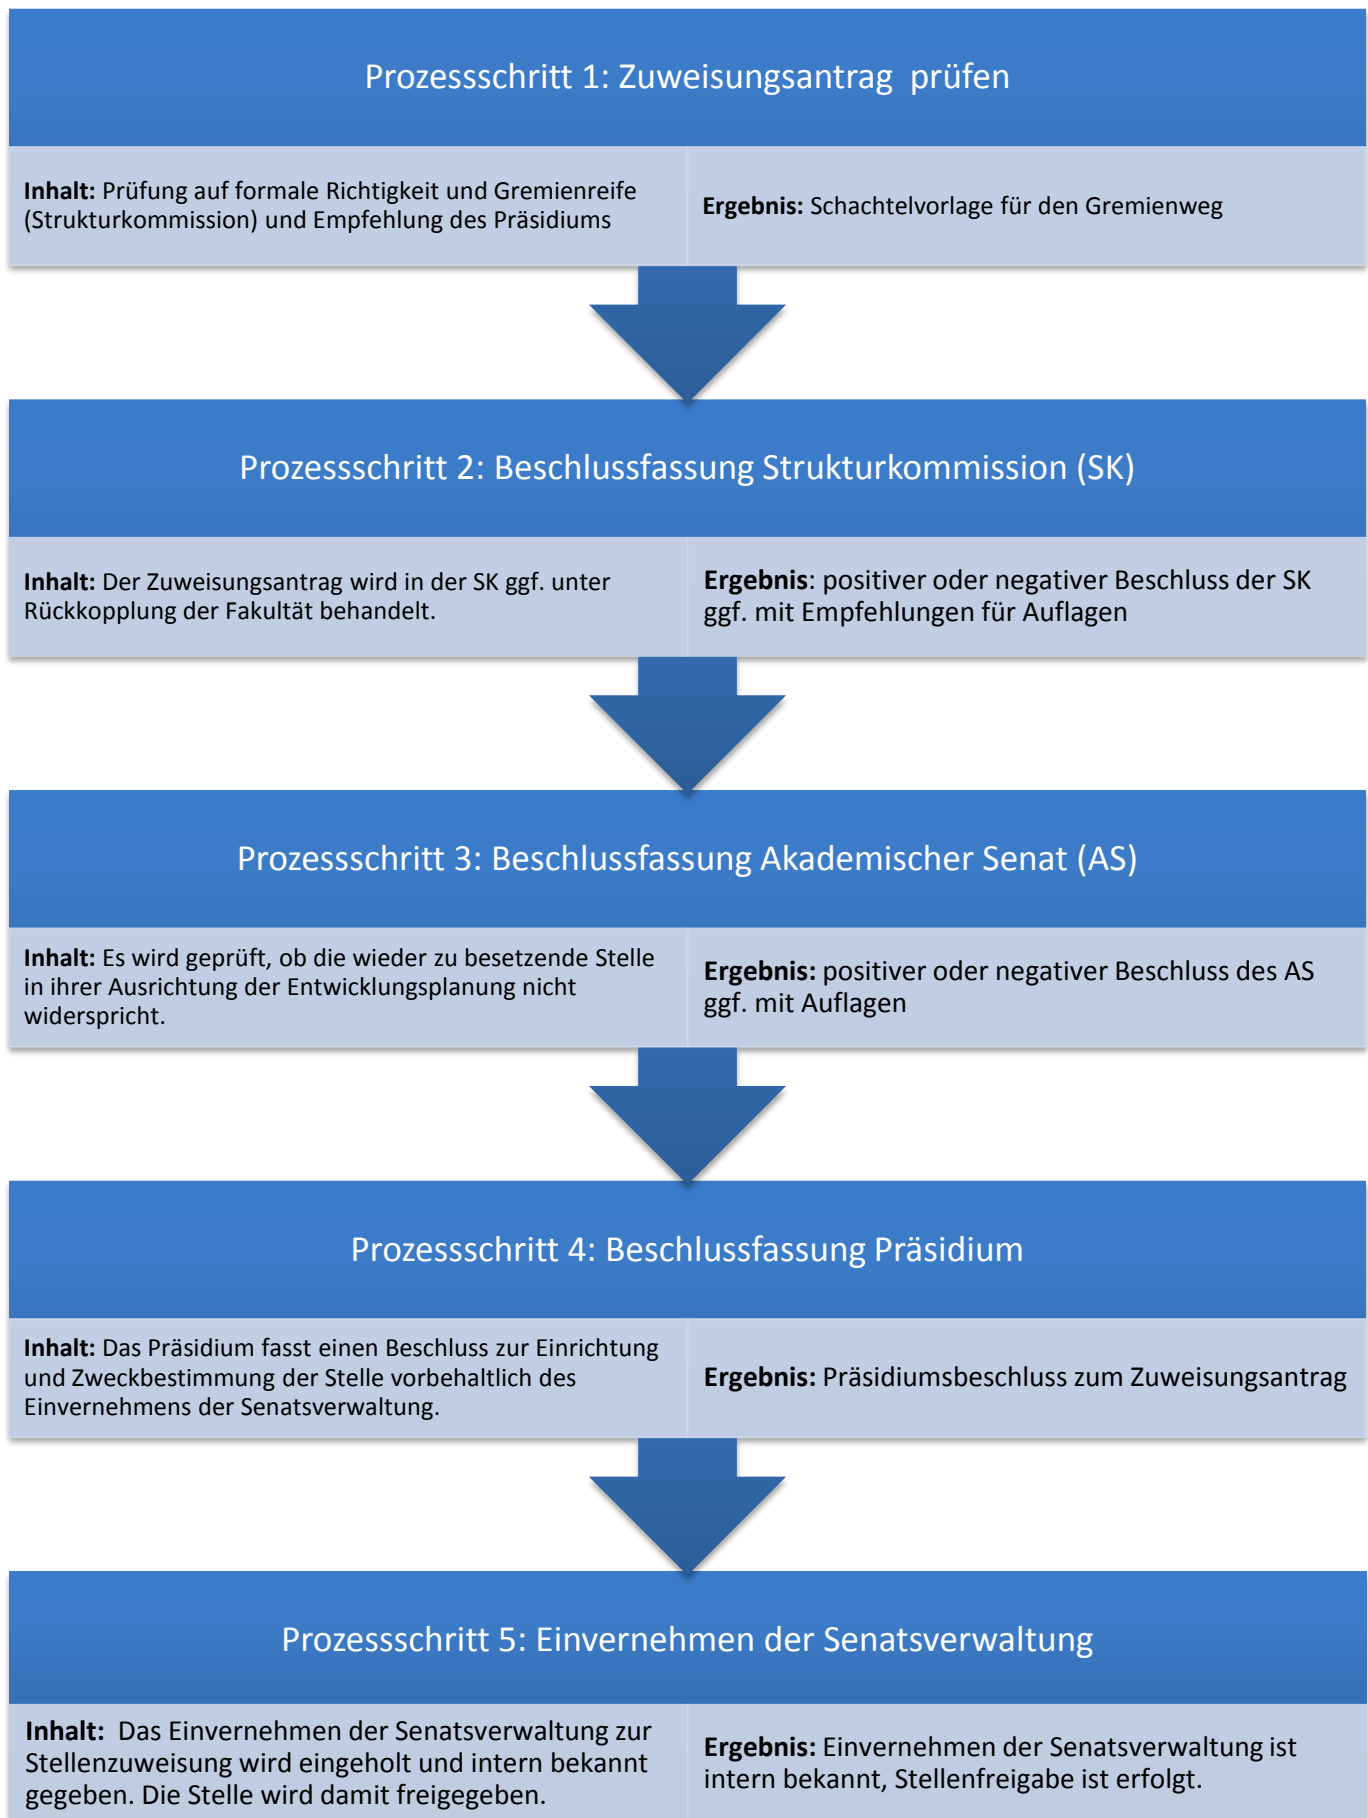 Prozessschritt 1: Zuweisungsantrag  prüfen
Inhalt: Prüfung auf formale Richtigkeit und Gremienreife
(Strukturkommission) und Empfehlung des Präsidiums
Ergebnis: Schachtelvorlage für den Gremienweg
Prozessschritt 2: Beschlussfassung Strukturkommission (SK)
Inhalt: Der Zuweisungsantrag wird in der SK ggf. unter
Rückkopplung der Fakultät behandelt.
Ergebnis: positiver oder negativer Beschluss der SK
ggf. mit Empfehlungen für Auflagen
Prozessschritt 3: Beschlussfassung Akademischer Senat (AS)
Inhalt: Es wird geprüft, ob die wieder zu besetzende Stelle
in ihrer Ausrichtung der Entwicklungsplanung nicht
widerspricht.
Ergebnis: positiver oder negativer Beschluss des AS
ggf. mit Auflagen
Prozessschritt 4: Beschlussfassung Präsidium
Inhalt: Das Präsidium fasst einen Beschluss zur Einrichtung
und Zweckbestimmung der Stelle vorbehaltlich des
Einvernehmens der Senatsverwaltung.
Ergebnis: Präsidiumsbeschluss zum Zuweisungsantrag
Prozessschritt 5: Einvernehmen der Senatsverwaltung
Inhalt:  Das Einvernehmen der Senatsverwaltung zur
Stellenzuweisung wird eingeholt und intern bekannt
gegeben. Die Stelle wird damit freigegeben.
Ergebnis: Einvernehmen der Senatsverwaltung ist
intern bekannt, Stellenfreigabe ist erfolgt.